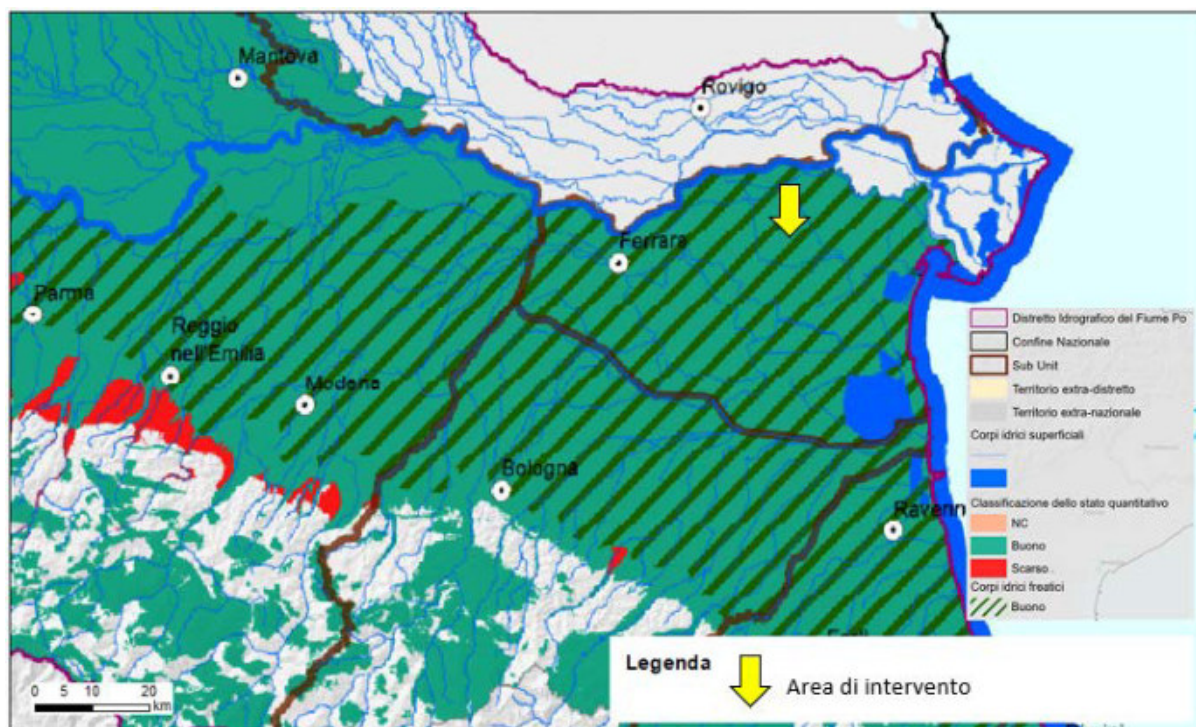 Mantova
Rovigo
Ferrara
Parma
Reggio
nell'Emilia
Modena
Bologna
Ravenn
Distretto Idrografico del Fiume Po
Confine Nazionale
Sub Unit
Territorio extra-distretto
Territorio extra-nazionale
Corpi idrici superficiali
Classificazione dello stato quantitativo
NC
Buono
Scarso .
Corpi idrici freatici
Buono
Legenda
Area di intervento
0 5 10 20
km